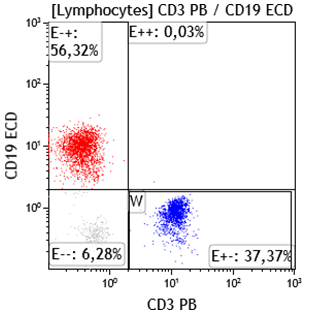 [Lymphocytes] CD3 PB / CD19 ECD
E-+:
56,32%
E++: 0,03%
10³
10²
10¹
10⁰
CD19 ECD
W
E--: 6,28%
E+-: 37,37%
10⁰ 10¹ 10² 10³
CD3 PB